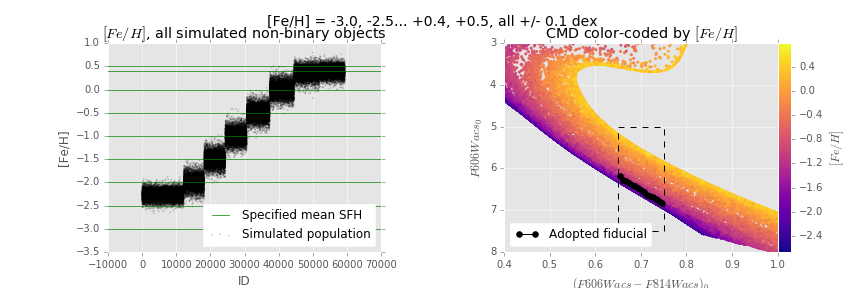 [Fe/H] = -3.0, -2.5... +0.4, +0.5, all +/- 0.1 dex
[Fe/H], all simulated non-binary objects
CMD color-coded by [Fe/H]
1.0
0.5
0.0
−0.5
−1.0
−1.5
−2.0
−2.5
−3.0
−3.5
[Fe/H]
−10000 0 10000 20000 30000 40000 50000 60000 70000
ID
Specified mean SFH
Simulated population
3
4
5
6
7
8
F606Wacs0
0.4 0.5 0.6 0.7 0.8 0.9 1.0
(F606Wacs − F814Wacs)0
Adopted fiducial
0.4
0.0
−0.4
−0.8
−1.2
−1.6
−2.0
−2.4
[Fe/H]